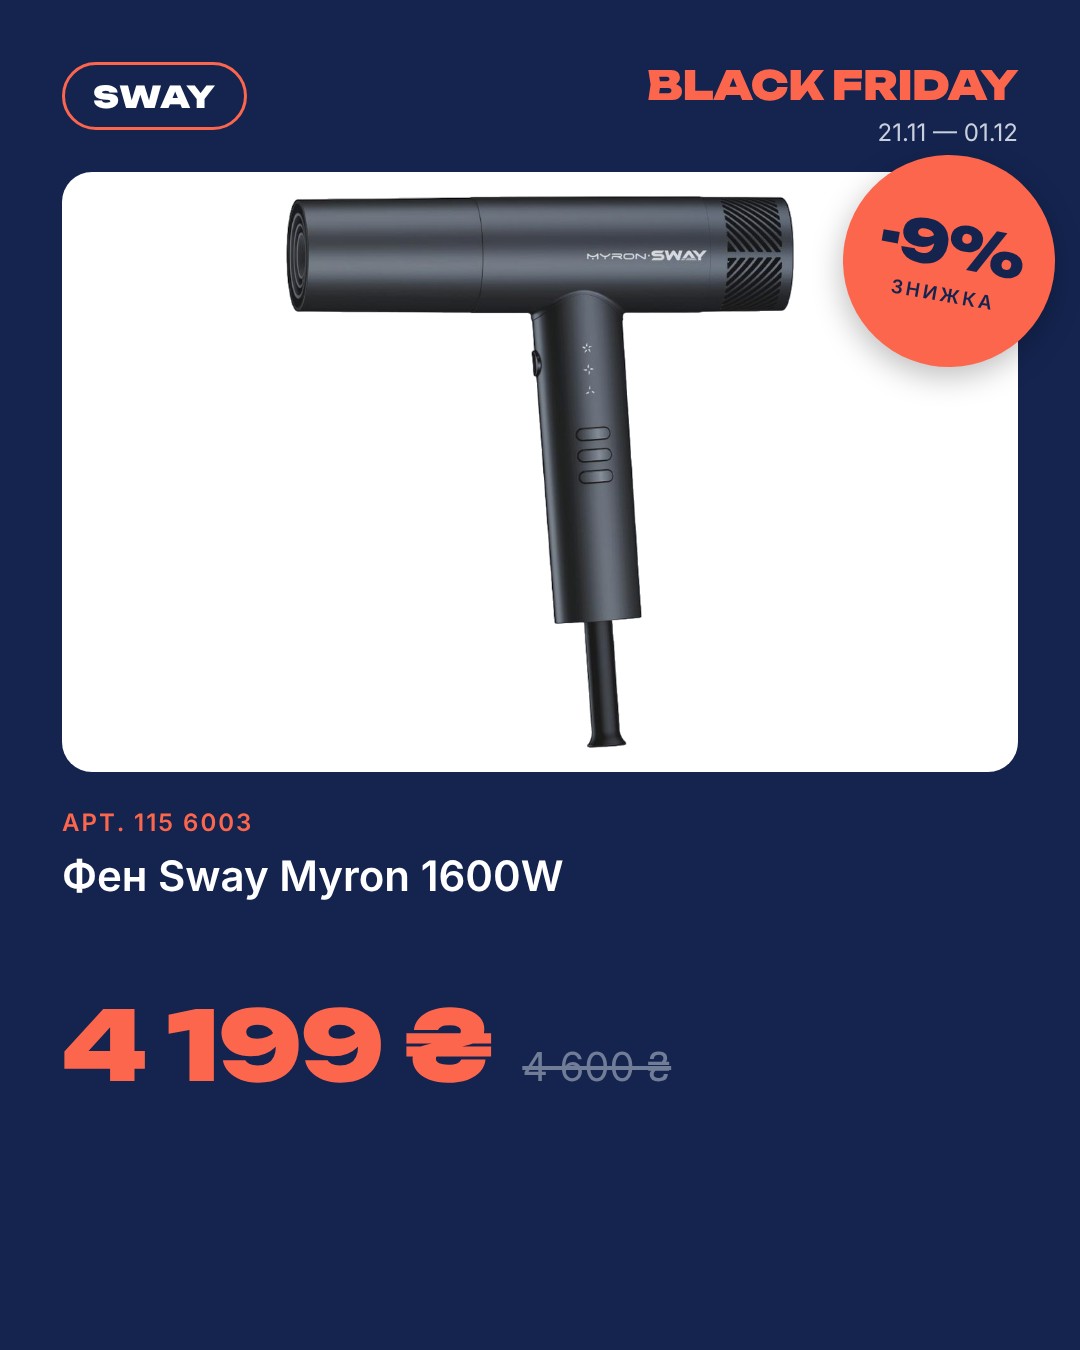 SWAY
BLACK FRIDAY
21.11 — 01.12
-9%
ЗНИЖКА
MYRON·SWAY
АРТ. 115 6003
Фен Sway Myron 1600W
4 199 ₴ 4 600 ₴